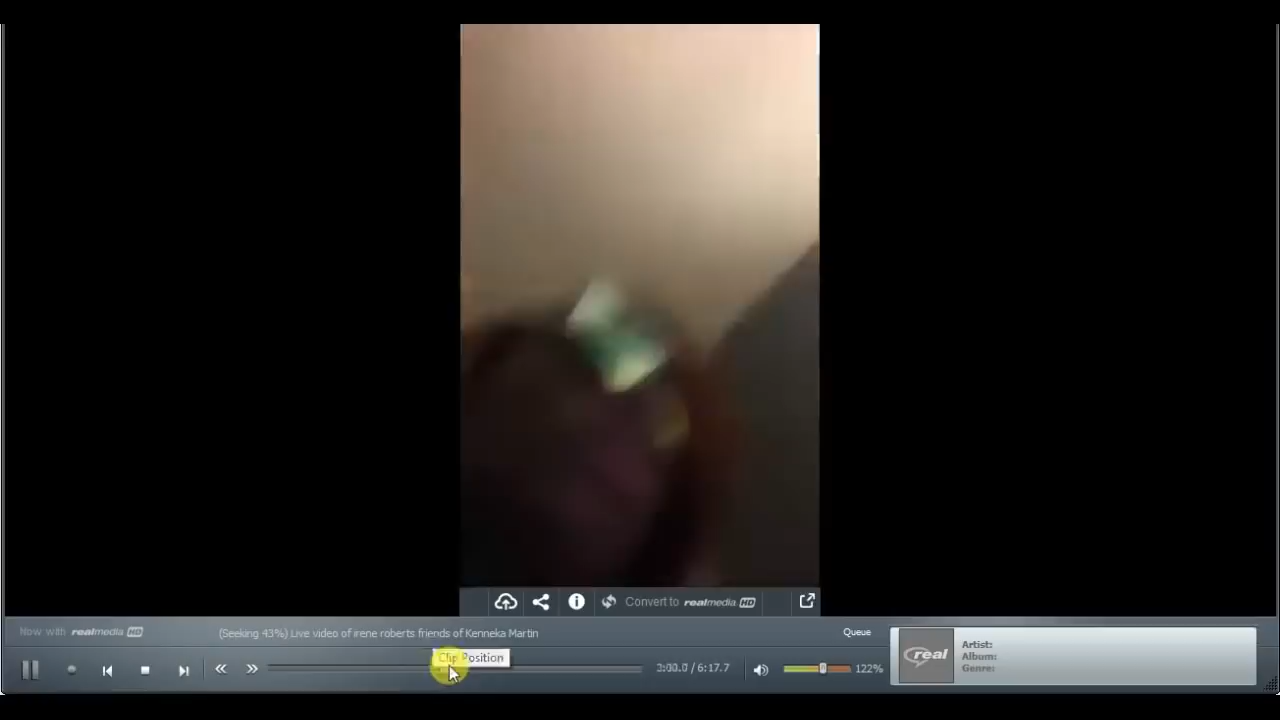 Convert to realmedia HD
Now with realmedia HD
(Seeking 43%) Live video of irene roberts friends of Kenneka Martin
Queue
Clip Position
2:00.0 / 6:17.7
122%
real
Artist:
Album:
Genre: